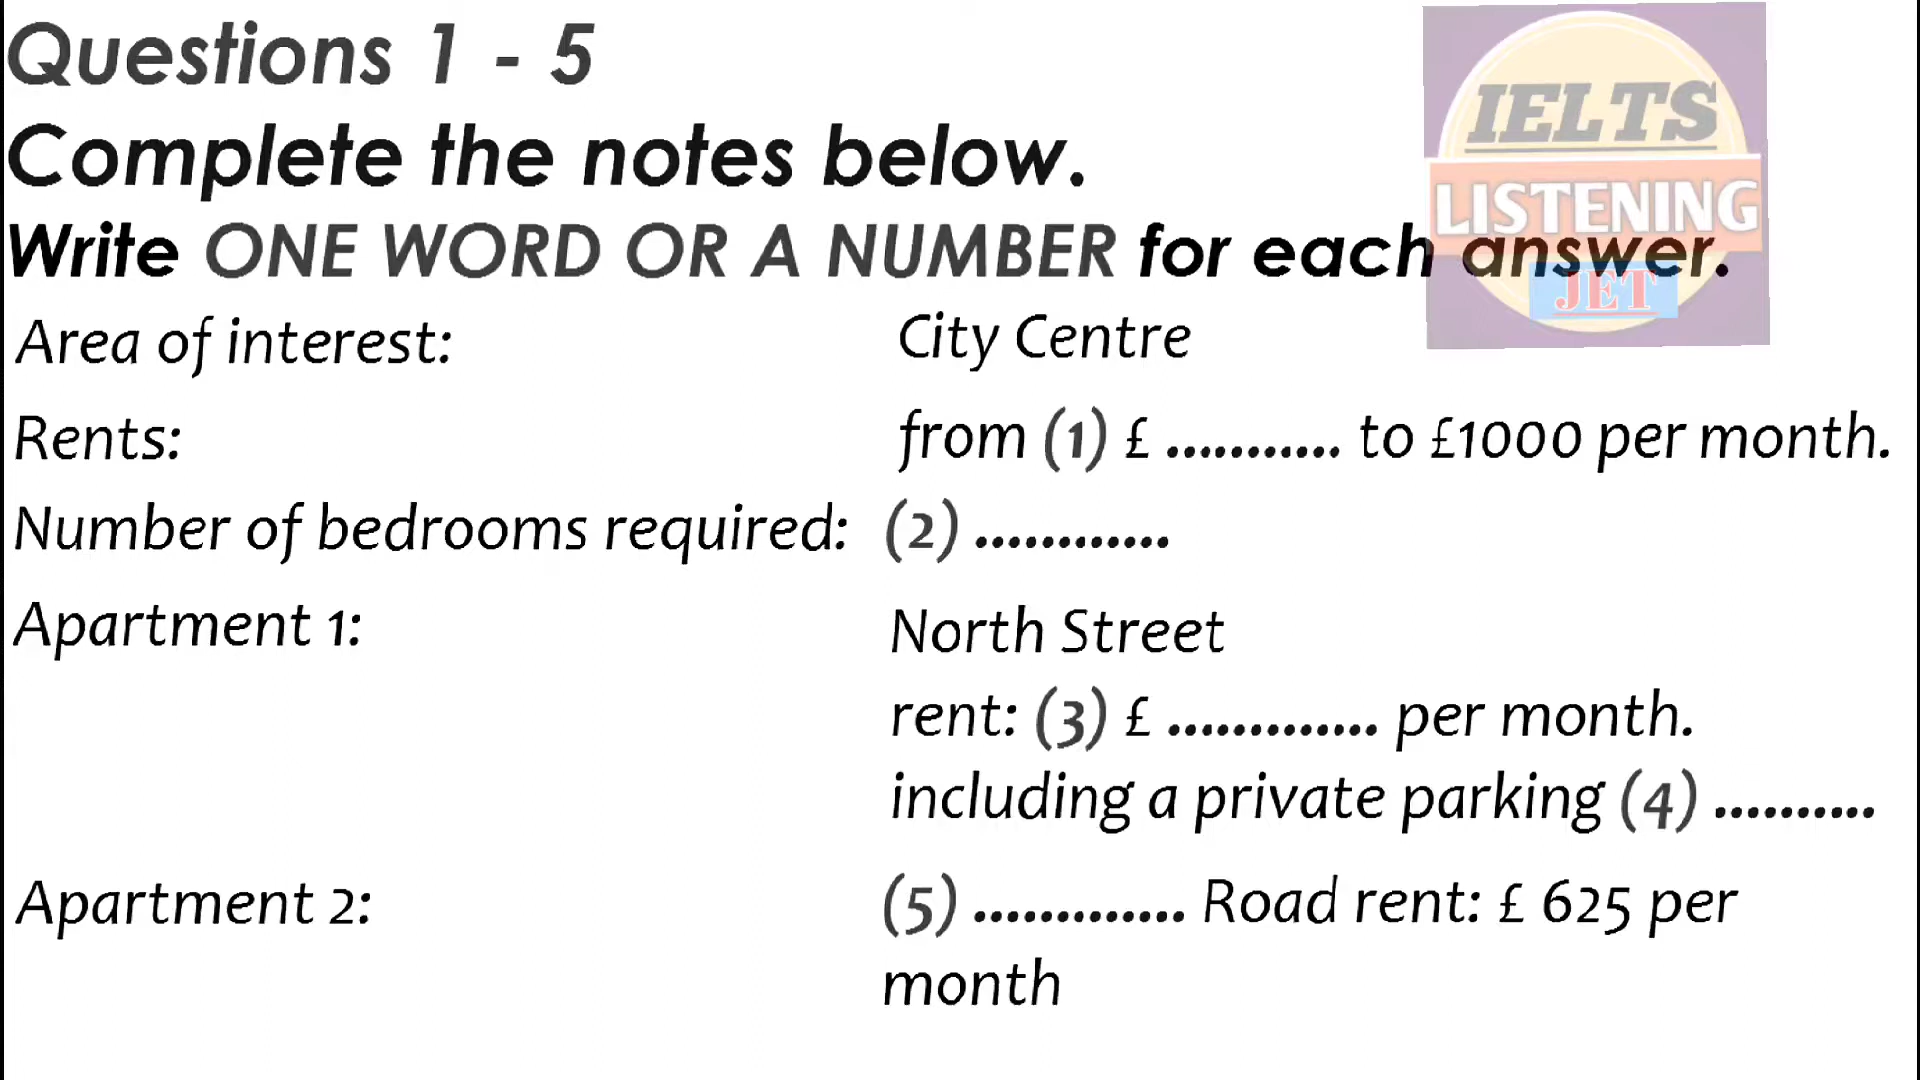 Questions 1 - 5
Complete the notes below.
Write ONE WORD OR A NUMBER for each answer.
IELTS
LISTENING
JET
Area of interest: City Centre
Rents: from (1) £ ........... to £1000 per month.
Number of bedrooms required: (2) ............
Apartment 1: North Street
rent: (3) £ ............. per month.
including a private parking (4) ..........
Apartment 2: (5) ............. Road rent: £ 625 per
month